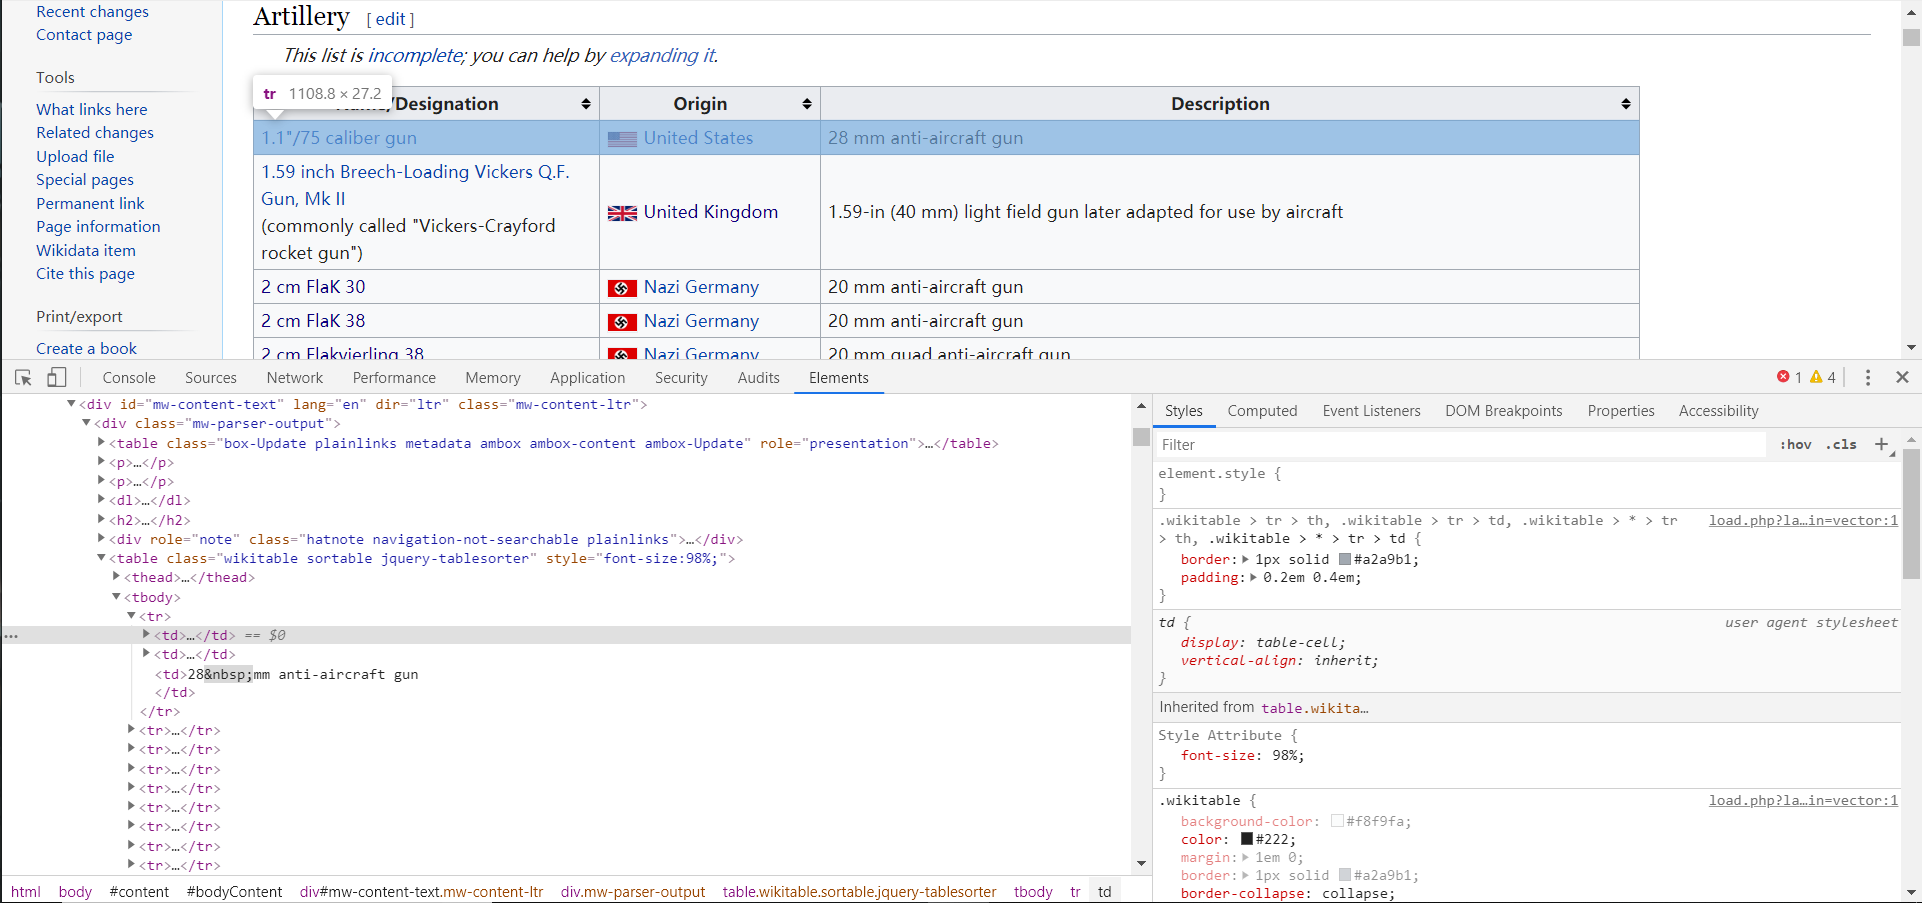 Recent changes
Contact page
Tools
What links here
Related changes
Upload file
Special pages
Permanent link
Page information
Wikidata item
Cite this page
Print/export
Create a book
Artillery [ edit ]
This list is incomplete; you can help by expanding it.
tr 1108.8 × 27.2
/Designation Origin Description
1.1"/75 caliber gun United States 28 mm anti-aircraft gun
1.59 inch Breech-Loading Vickers Q.F.
Gun, Mk II
(commonly called "Vickers-Crayford
rocket gun")
United Kingdom 1.59-in (40 mm) light field gun later adapted for use by aircraft
2 cm FlaK 30 Nazi Germany 20 mm anti-aircraft gun
2 cm FlaK 38 Nazi Germany 20 mm anti-aircraft gun
2 cm Flakvierling 38 Nazi Germany 20 mm quad anti-aircraft gun
Console Sources Network Performance Memory Application Security Audits Elements 1 4
<div id="mw-content-text" lang="en" dir="ltr" class="mw-content-ltr">
<div class="mw-parser-output">
<table class="box-Update plainlinks metadata ambox ambox-content ambox-Update" role="presentation">…</table>
<p>…</p>
<p>…</p>
<dl>…</dl>
<h2>…</h2>
<div role="note" class="hatnote navigation-not-searchable plainlinks">…</div>
<table class="wikitable sortable jquery-tablesorter" style="font-size:98%;">
<thead>…</thead>
<tbody>
<tr>
<td>…</td> == $0
<td>…</td>
<td>28&nbsp;mm anti-aircraft gun
</td>
</tr>
<tr>…</tr>
<tr>…</tr>
<tr>…</tr>
<tr>…</tr>
<tr>…</tr>
<tr>…</tr>
<tr>…</tr>
<tr>…</tr>
html body #content #bodyContent div#mw-content-text.mw-content-ltr div.mw-parser-output table.wikitable.sortable.jquery-tablesorter tbody tr td
Styles Computed Event Listeners DOM Breakpoints Properties Accessibility
Filter :hov .cls +
element.style {
}
.wikitable > tr > th, .wikitable > tr > td, .wikitable > * > tr load.php?la…in=vector:1
> th, .wikitable > * > tr > td {
border: 1px solid #a2a9b1;
padding: 0.2em 0.4em;
}
td { user agent stylesheet
display: table-cell;
vertical-align: inherit;
}
Inherited from table.wikita…
Style Attribute {
font-size: 98%;
}
.wikitable { load.php?la…in=vector:1
background-color: #f8f9fa;
color: #222;
margin: 1em 0;
border: 1px solid #a2a9b1;
border-collapse: collapse;